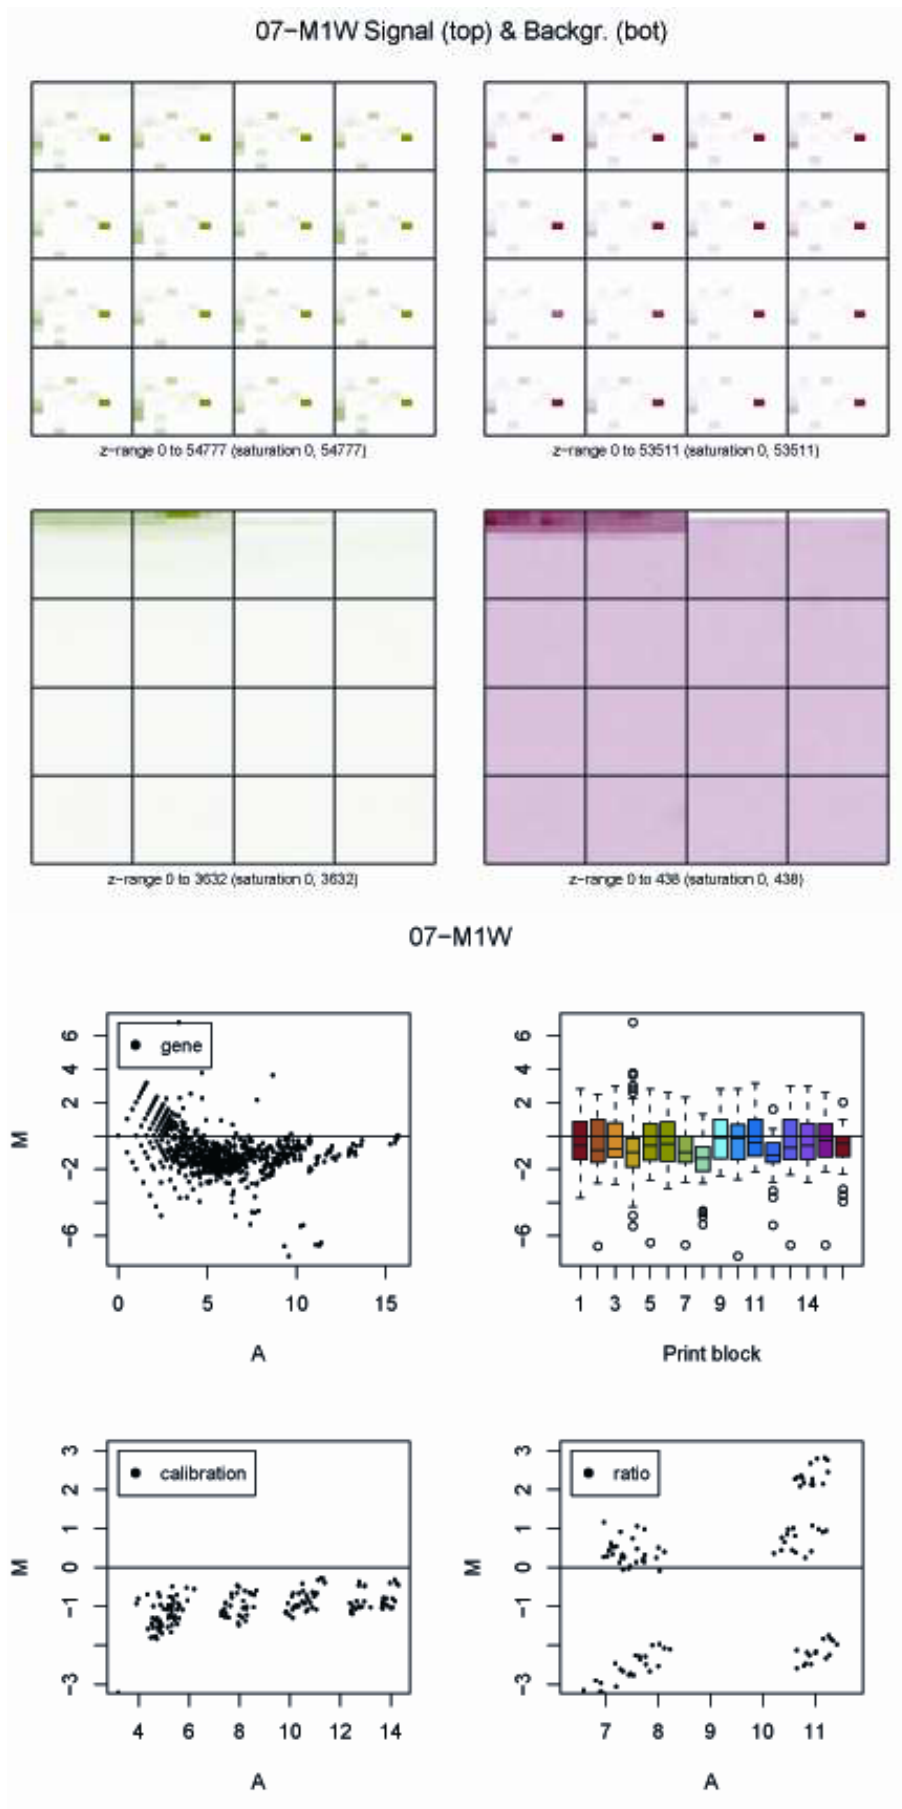 07−M1W Signal (top) & Backgr. (bot)
z−range 0 to 54777 (saturation 0, 54777)
z−range 0 to 53511 (saturation 0, 53511)
z−range 0 to 3632 (saturation 0, 3632)
z−range 0 to 438 (saturation 0, 438)
07−M1W
gene
M
6
4
2
−2
−6
0 5 10 15
A
6
4
2
−2
−6
1 3 5 7 9 11 14
Print block
calibration
M
3
2
1
0
−1
−3
4 6 8 10 12 14
A
ratio
M
3
2
1
0
−1
−3
7 8 9 10 11
A